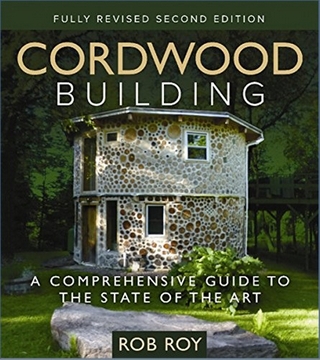 FULLY REVISED SECOND EDITION
CORDWOOD
BUILDING
A COMPREHENSIVE GUIDE TO
THE STATE OF THE ART
ROB ROY